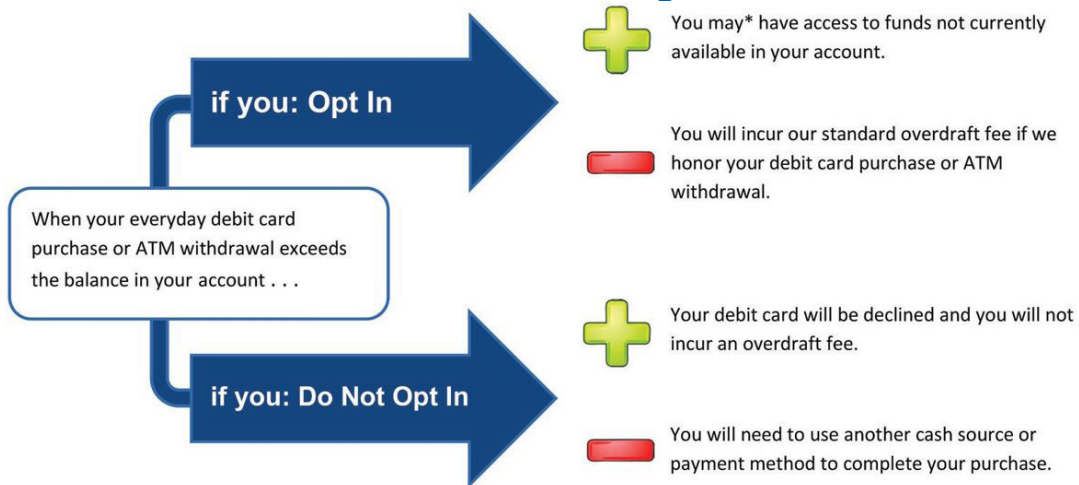 You may* have access to funds not currently
available in your account.
if you: Opt In
You will incur our standard overdraft fee if we
honor your debit card purchase or ATM
withdrawal.
When your everyday debit card
purchase or ATM withdrawal exceeds
the balance in your account . . .
Your debit card will be declined and you will not
incur an overdraft fee.
if you: Do Not Opt In
You will need to use another cash source or
payment method to complete your purchase.